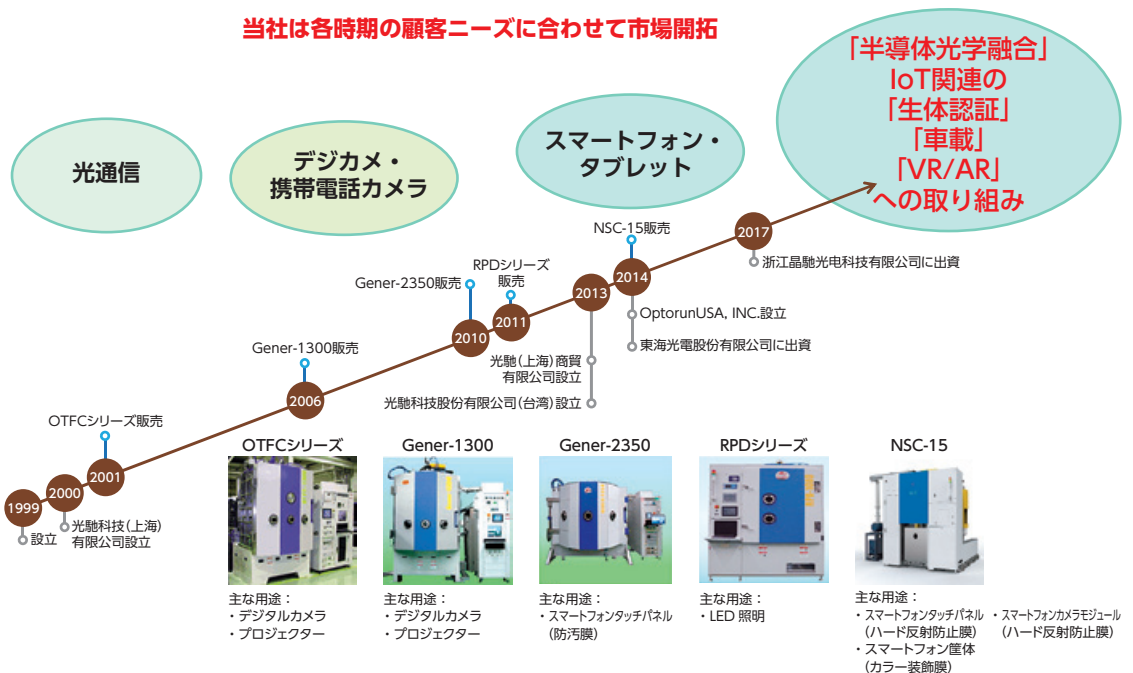 当社は各時期の顧客ニーズに合わせて市場開拓
光通信
デジカメ・
携帯電話カメラ
スマートフォン・
タブレット
「半導体光学融合」
IoT関連の
「生体認証」
「車載」
「VR/AR」
への取り組み
1999
設立
2000
光馳科技(上海)
有限公司設立
2001
OTFCシリーズ販売
2006
Gener-1300販売
2010
Gener-2350販売
2011
RPDシリーズ
販売
2013
光馳(上海)商貿
有限公司設立
光馳科技股份有限公司(台湾)設立
2014
NSC-15販売
OptorunUSA, INC.設立
東海光電股份有限公司に出資
2017
浙江晶馳光电科技有限公司に出資
OTFCシリーズ
主な用途：
・デジタルカメラ
・プロジェクター
Gener-1300
主な用途：
・デジタルカメラ
・プロジェクター
Gener-2350
主な用途：
・スマートフォンタッチパネル
(防汚膜)
RPDシリーズ
主な用途：
・LED 照明
NSC-15
主な用途：
・スマートフォンタッチパネル
(ハード反射防止膜)
・スマートフォン筐体
(カラー装飾膜)
・スマートフォンカメラモジュール
(ハード反射防止膜)